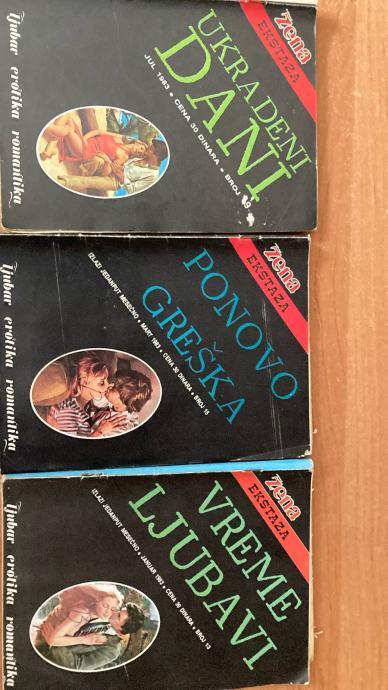 žena
EKSTAZA
UKRADENI
DANI
JUL 1983 • CENA 30 DINARA • BROJ 19
ljubav erotika romantika
žena
EKSTAZA
PONOVO
GREŠKA
IZLAZI JEDANPUT MESEČNO • MART 1983 • CENA 30 DINARA • BROJ 15
ljubav erotika romantika
žena
EKSTAZA
VREME
LJUBAVI
IZLAZI JEDANPUT MESEČNO • JANUAR 1983 • CENA 30 DINARA • BROJ 13
ljubav erotika romantika